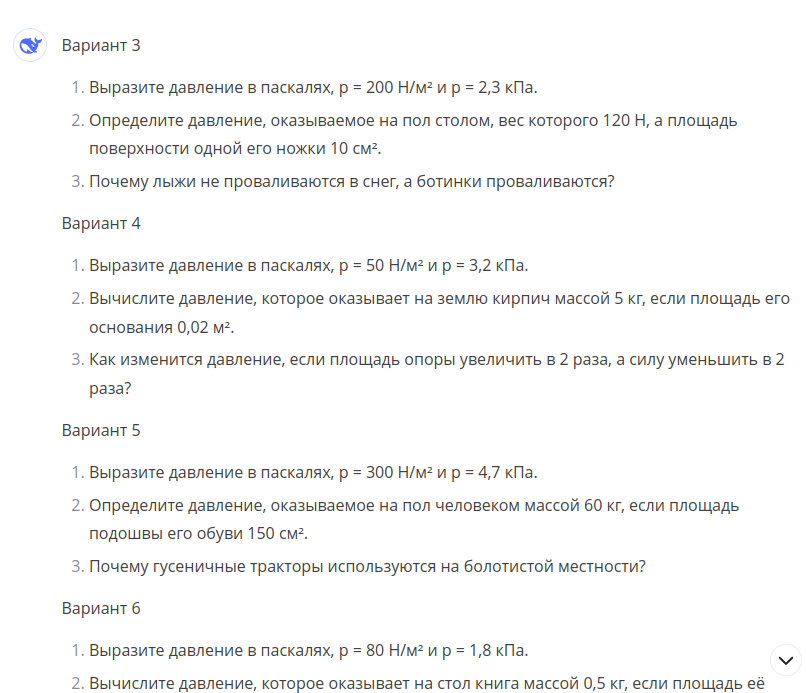 Вариант 3
1. Выразите давление в паскалях, p = 200 Н/м² и p = 2,3 кПа.
2. Определите давление, оказываемое на пол столом, вес которого 120 Н, а площадь
поверхности одной его ножки 10 см².
3. Почему лыжи не проваливаются в снег, а ботинки проваливаются?
Вариант 4
1. Выразите давление в паскалях, p = 50 Н/м² и p = 3,2 кПа.
2. Вычислите давление, которое оказывает на землю кирпич массой 5 кг, если площадь его
основания 0,02 м².
3. Как изменится давление, если площадь опоры увеличить в 2 раза, а силу уменьшить в 2
раза?
Вариант 5
1. Выразите давление в паскалях, p = 300 Н/м² и p = 4,7 кПа.
2. Определите давление, оказываемое на пол человеком массой 60 кг, если площадь
подошвы его обуви 150 см².
3. Почему гусеничные тракторы используются на болотистой местности?
Вариант 6
1. Выразите давление в паскалях, p = 80 Н/м² и p = 1,8 кПа.
2. Вычислите давление, которое оказывает на стол книга массой 0,5 кг, если площадь её